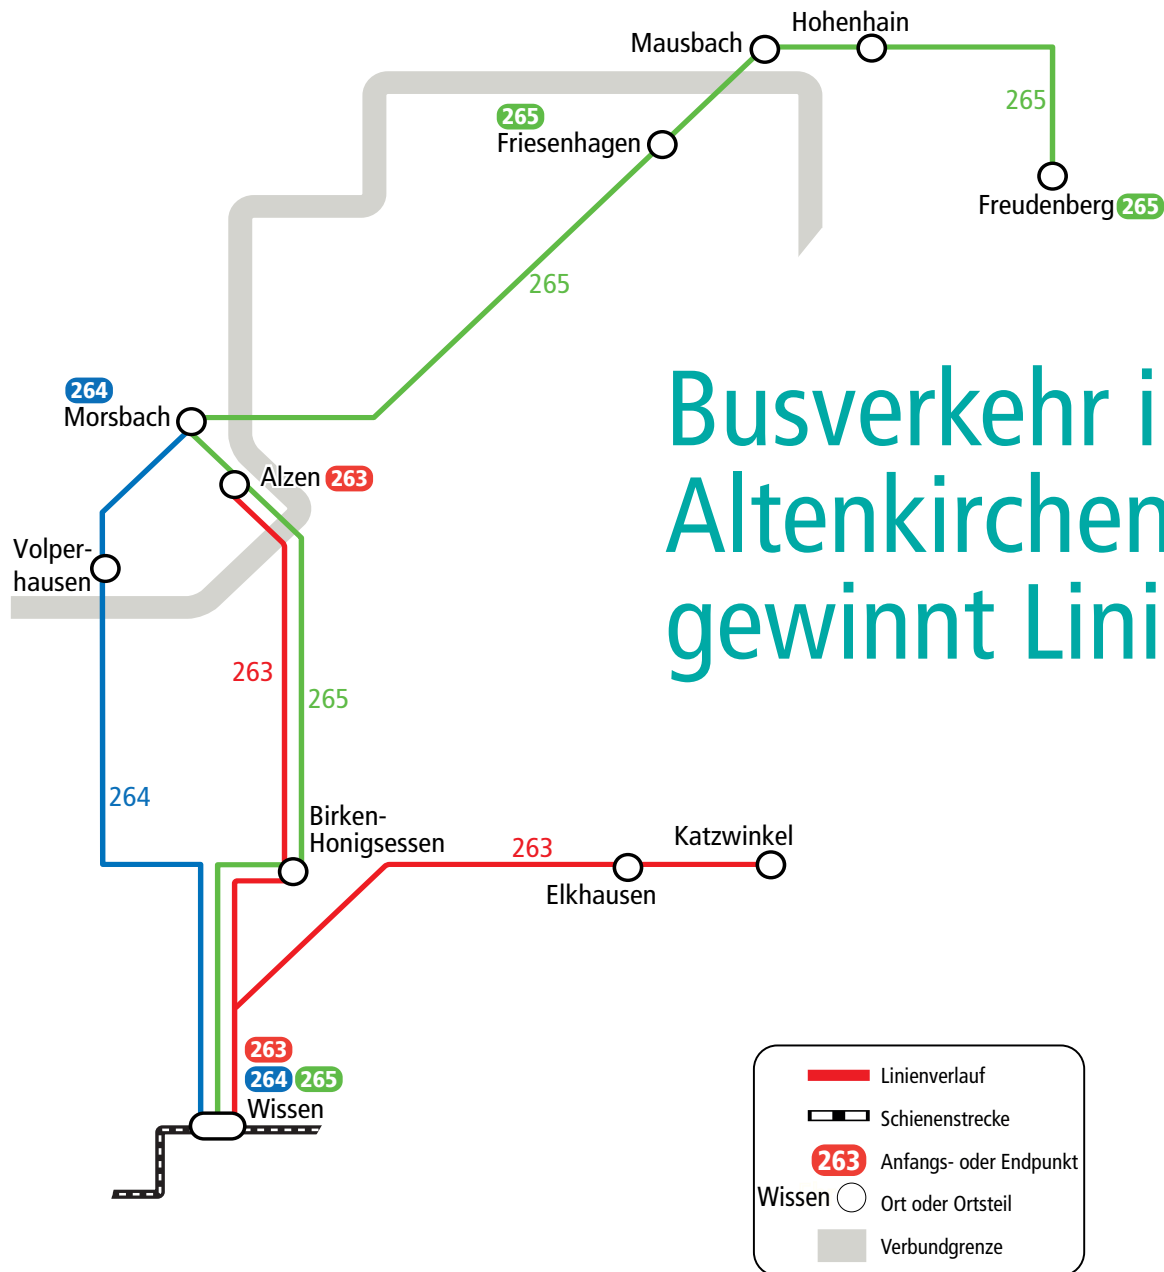 Hohenhain
Mausbach
265
265
Friesenhagen
Freudenberg 265
265
264
Morsbach
Alzen 263
Volper-
hausen
Busverkehr i
Altenkirchen
gewinnt Lini
263
265
264
Birken-
Honigsessen
263
Katzwinkel
Elkhausen
263
264 265
Wissen
Linienverlauf
Schienenstrecke
263 Anfangs- oder Endpunkt
Wissen Ort oder Ortsteil
Verbundgrenze